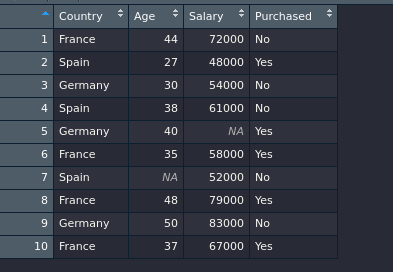 Country Age Salary Purchased
1 France 44 72000 No
2 Spain 27 48000 Yes
3 Germany 30 54000 No
4 Spain 38 61000 No
5 Germany 40 NA Yes
6 France 35 58000 Yes
7 Spain NA 52000 No
8 France 48 79000 Yes
9 Germany 50 83000 No
10 France 37 67000 Yes